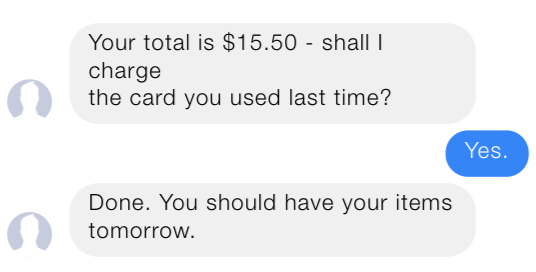 Your total is $15.50 - shall I
charge
the card you used last time?
Yes.
Done. You should have your items
tomorrow.